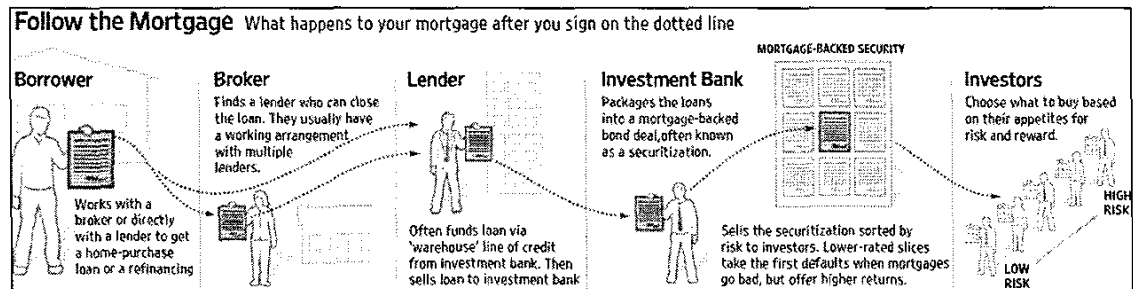 Follow the Mortgage What happens to your mortgage after you sign on the dotted line
Borrower
Works with a
broker or directly
with a lender to get
a home-purchase
loan or a refinancing
Broker
Finds a lender who can close
the loan. They usually have
a working arrangement
with multiple
lenders.
Lender
Often funds loan via
'warehouse' line of credit
from investment bank. Then
sells loan to investment bank
Investment Bank
Packages the loans
into a mortgage-backed
bond deal, often known
as a securitization.
MORTGAGE-BACKED SECURITY
Sells the securitization sorted by
risk to investors. Lower-rated slices
take the first defaults when mortgages
go bad, but offer higher returns.
Investors
Choose what to buy based
on their appetites for
risk and reward.
HIGH
RISK
LOW
RISK